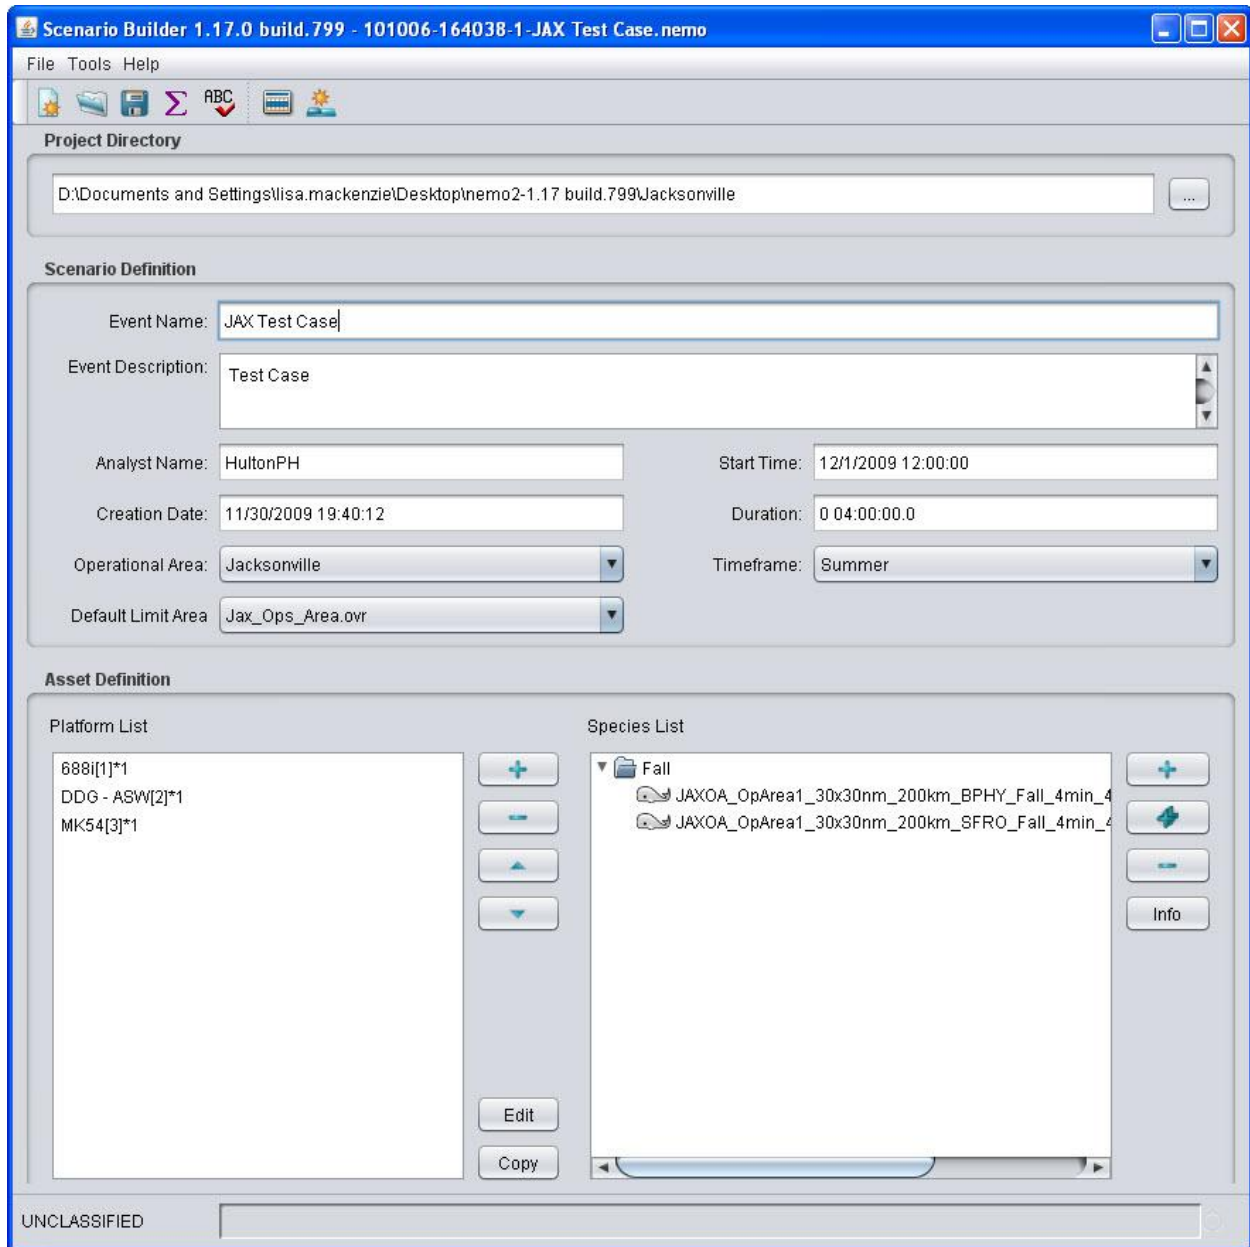 Scenario Builder 1.17.0 build.799 - 101006-164038-1-JAX Test Case.nemo
File Tools Help
ABC
Project Directory
D:\Documents and Settings\lisa.mackenzie\Desktop\nemo2-1.17 build.799\Jacksonville
...
Scenario Definition
Event Name: JAX Test Case
Event Description: Test Case
Analyst Name: HultonPH Start Time: 12/1/2009 12:00:00
Creation Date: 11/30/2009 19:40:12 Duration: 0 04:00:00.0
Operational Area: Jacksonville Timeframe: Summer
Default Limit Area Jax_Ops_Area.ovr
Asset Definition
Platform List Species List
688i[1]*1 Fall
DDG - ASW[2]*1 JAXOA_OpArea1_30x30nm_200km_BPHY_Fall_4min_4
MK54[3]*1 JAXOA_OpArea1_30x30nm_200km_SFRO_Fall_4min_4
Info
Edit
Copy
UNCLASSIFIED